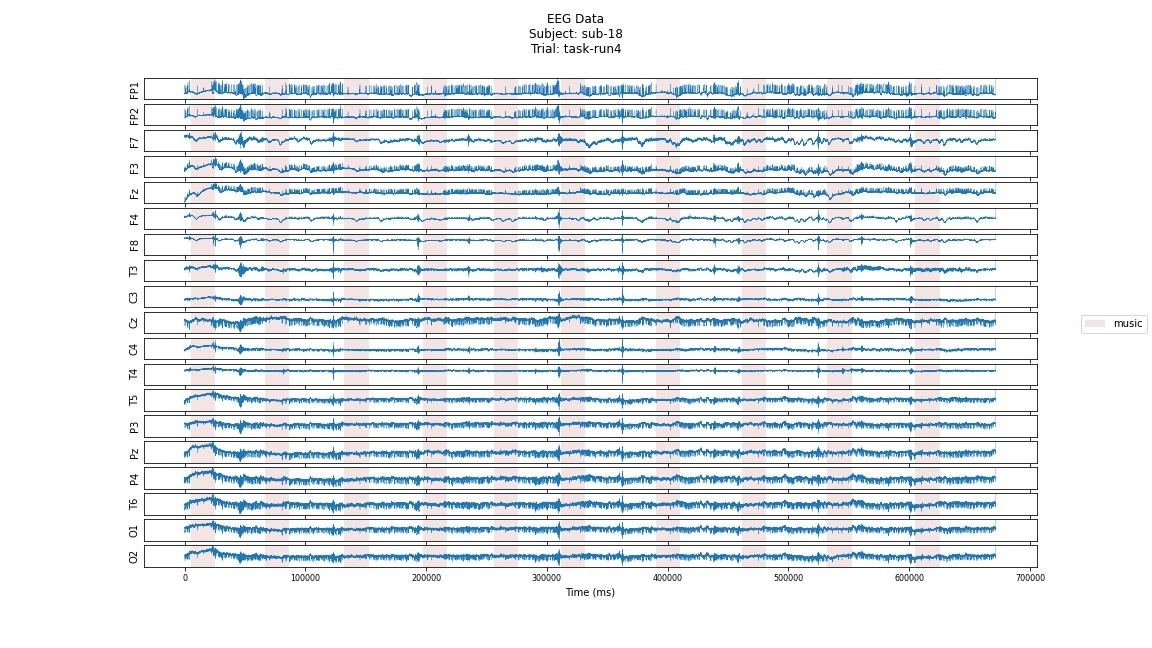 EEG Data
Subject: sub-18
Trial: task-run4
FP1
FP2
F7
F3
Fz
F4
F8
T3
C3
Cz
C4
T4
T5
P3
Pz
P4
T6
O1
O2
music
0 100000 200000 300000 400000 500000 600000 700000
Time (ms)